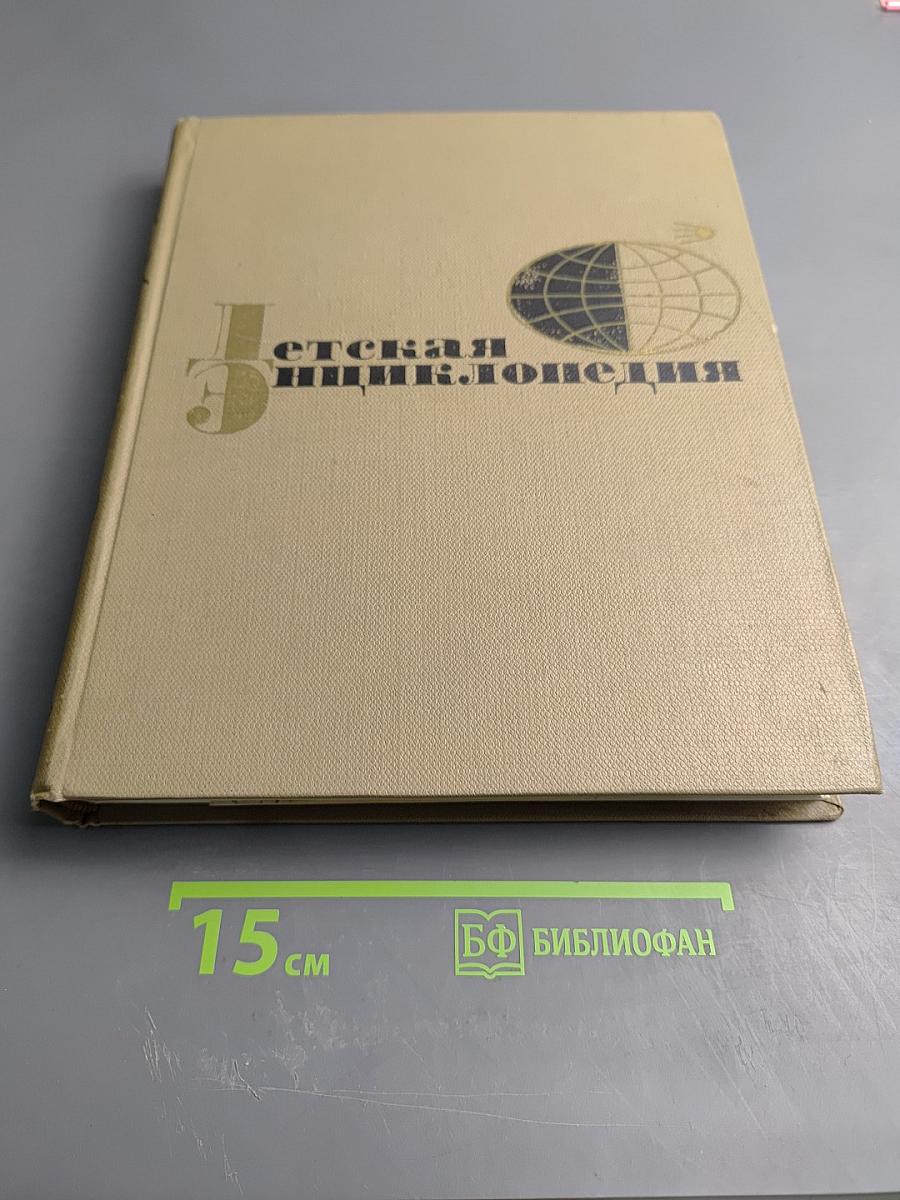 Детская
Энциклопедия
15 см
БФ БИБЛИОФАН